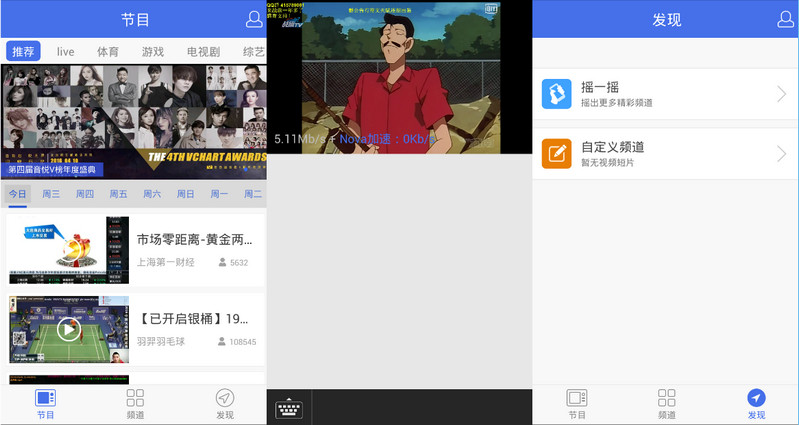 节目
推荐
live
体育
游戏
电视剧
综艺
2016.04.10
THE 4TH VCHART AWARDS
第四届音悦V榜年度盛典
今日
周三
周四
周五
周六
周日
周一
周二
市场零距离-黄金两...
上海第一财经
5632
【已开启银桶】19...
羽羿羽毛球
108545
节目
频道
发现
5.11Mb/s + Nova加速：0Kb/s
发现
摇一摇
摇出更多精彩频道
自定义频道
暂无视频短片
节目
频道
发现